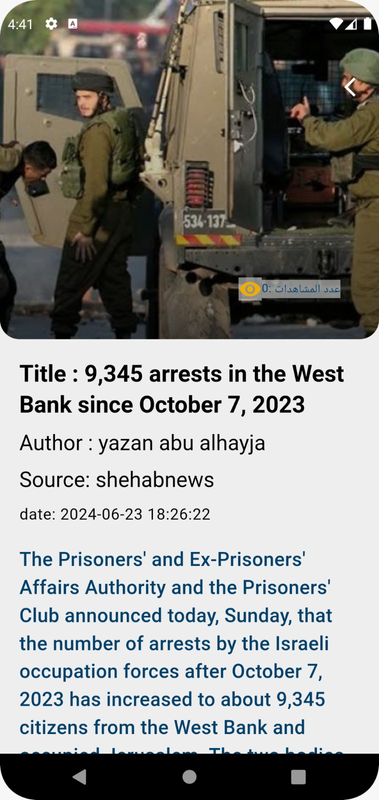 4:41
A
534-137
عدد المشاهدات :0
Title : 9,345 arrests in the West
Bank since October 7, 2023
Author : yazan abu alhayja
Source: shehabnews
date: 2024-06-23 18:26:22
The Prisoners' and Ex-Prisoners'
Affairs Authority and the Prisoners'
Club announced today, Sunday, that
the number of arrests by the Israeli
occupation forces after October 7,
2023 has increased to about 9,345
citizens from the West Bank and
occupied Jerusalem. The two bodies